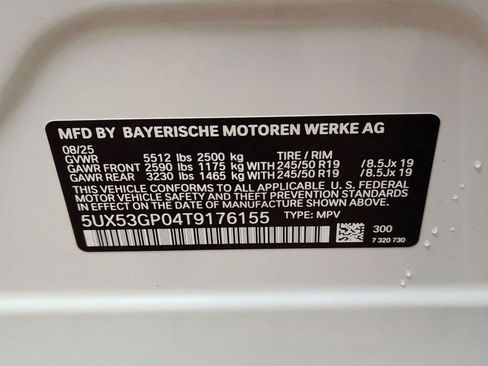 MFD BY BAYERISCHE MOTOREN WERKE AG
08/25
GVWR 5512 lbs 2500 kg TIRE / RIM
GAWR FRONT 2590 lbs 1175 kg WITH 245/50 R19 /8.5Jx 19
GAWR REAR 3230 lbs 1465 kg WITH 245/50 R19 /8.5Jx 19
THIS VEHICLE CONFORMS TO ALL APPLICABLE U. S. FEDERAL
MOTOR VEHICLE SAFETY AND THEFT PREVENTION STANDARDS
IN EFFECT ON THE DATE OF MANUFACTURE SHOWN ABOVE.
5UX53GP04T9176155 TYPE: MPV
300
7 320 730